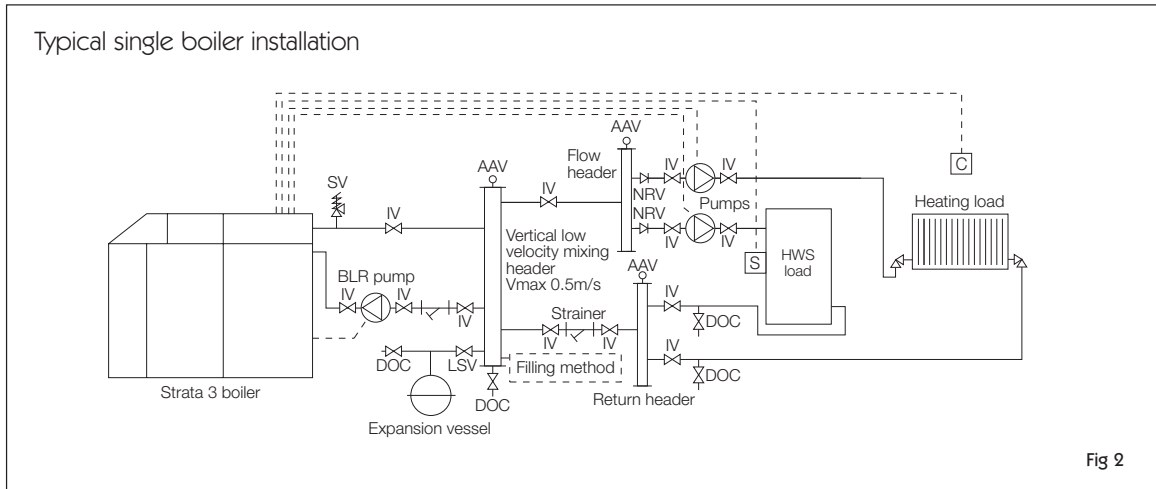 Typical single boiler installation
AAV
C
SV
AAV
IV
Flow
header
IV
IV
NRV
NRV
Pumps
Heating load
IV
IV
IV
Vertical low
velocity mixing
header
Vmax 0.5m/s
HWS
load
S
BLR pump
AAV
IV
IV
IV
Strainer
IV
DOC
IV
IV
IV
DOC
LSV
Filling method
DOC
DOC
Strata 3 boiler
Return header
Expansion vessel
Fig 2